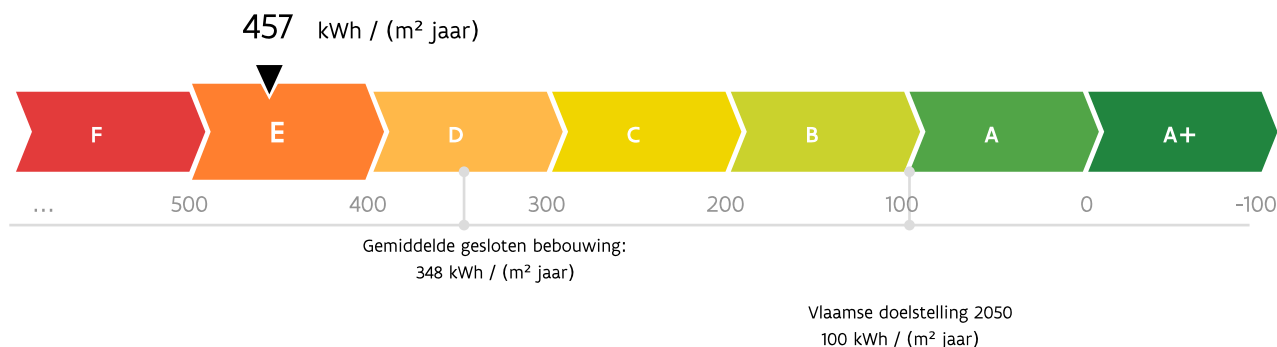 457 kWh / (m² jaar)
F E D C B A A+
... 500 400 300 200 100 0 -100
Gemiddelde gesloten bebouwing:
348 kWh / (m² jaar)
Vlaamse doelstelling 2050
100 kWh / (m² jaar)